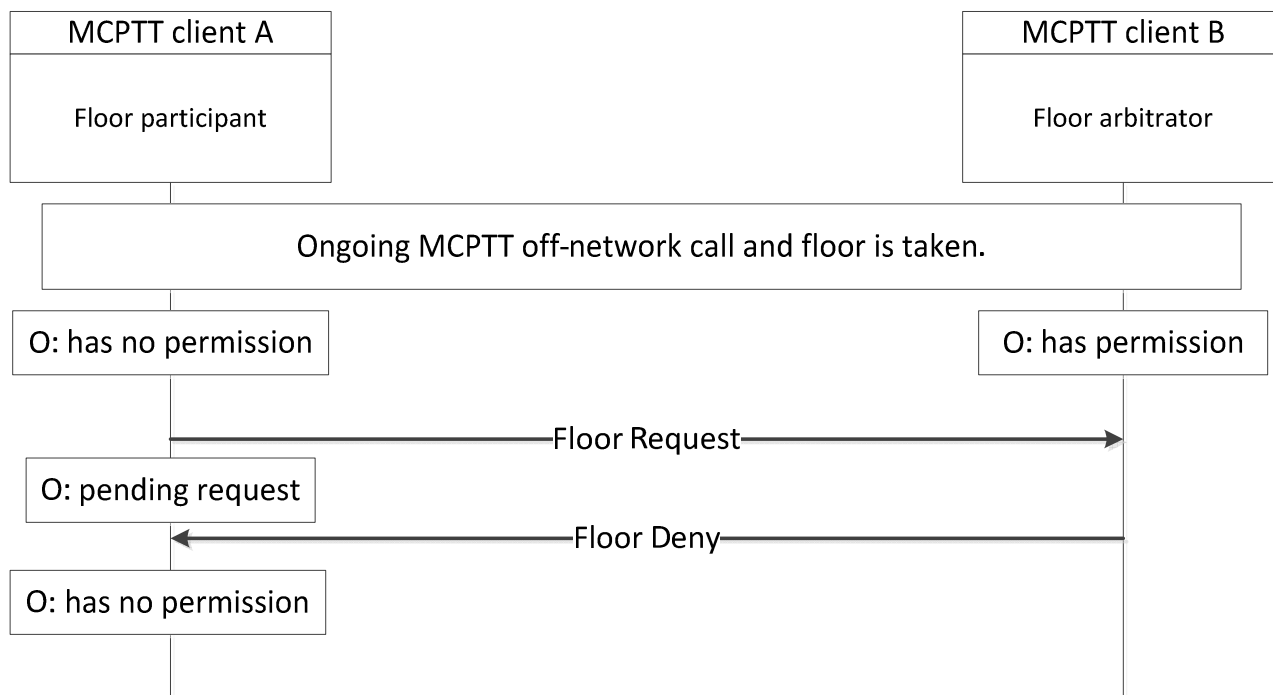 MCPTT client A
MCPTT client B
Floor participant
Floor arbitrator
Ongoing MCPTT off-network call and floor is taken.
O: has no permission
O: has permission
Floor Request
O: pending request
Floor Deny
O: has no permission